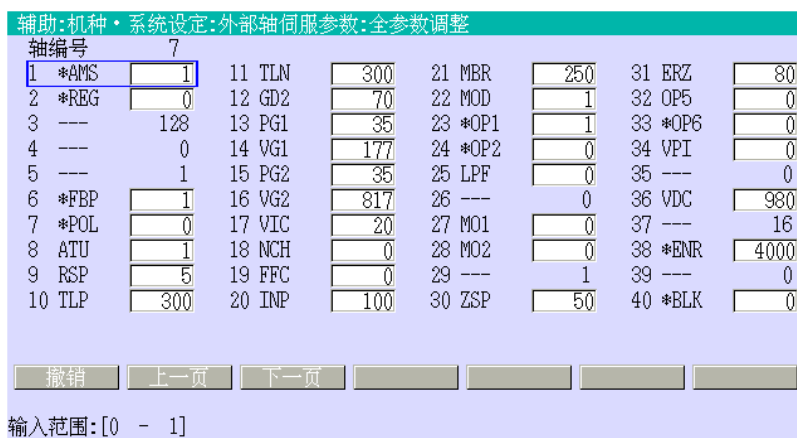 辅助:机种·系统设定:外部轴伺服参数:全参数调整
轴编号 7
1 *AMS 1 11 TLN 300 21 MBR 250 31 ERZ 80
2 *REG 0 12 GD2 70 22 MOD 1 32 OP5 0
3 --- 128 13 PG1 35 23 *OP1 1 33 *OP6 0
4 --- 0 14 VG1 177 24 *OP2 0 34 VPI 0
5 --- 1 15 PG2 35 25 LPF 0 35 --- 0
6 *FBP 1 16 VG2 817 26 --- 0 36 VDC 980
7 *POL 0 17 VIC 20 27 MO1 0 37 --- 16
8 ATU 1 18 NCH 0 28 MO2 0 38 *ENR 4000
9 RSP 5 19 FFC 0 29 --- 1 39 --- 0
10 TLP 300 20 INP 100 30 ZSP 50 40 *BLK 0
撤销 上一页 下一页
输入范围:[0 - 1]